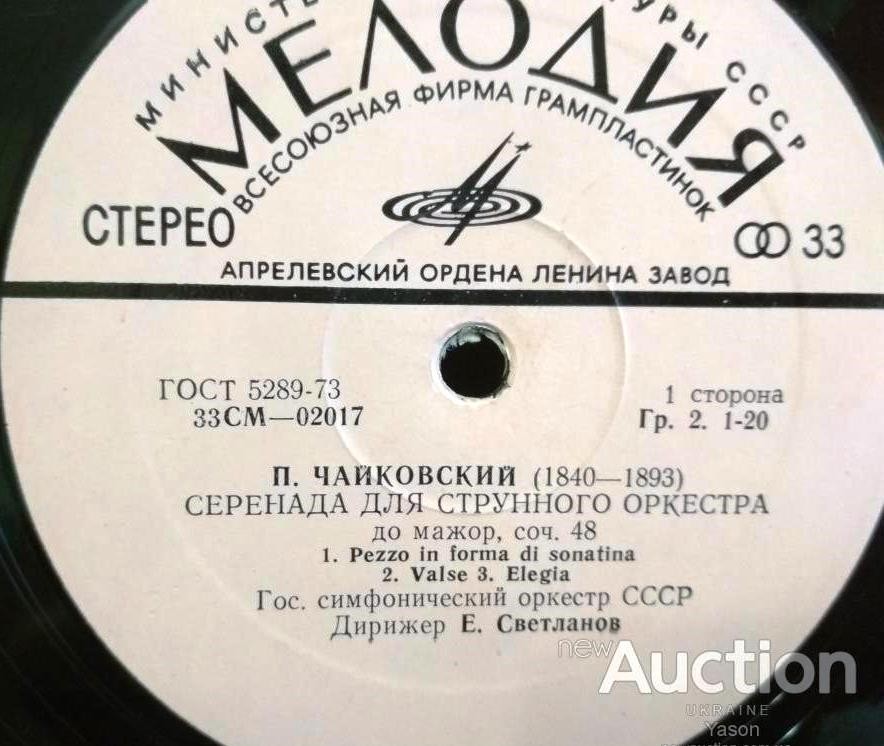 МИНИСТЕ УРЫ СССР
МЕЛОДИЯ
ВСЕСОЮЗНАЯ ФИРМА ГРАМПЛАСТИНОК
СТЕРЕО 33
АПРЕЛЕВСКИЙ ОРДЕНА ЛЕНИНА ЗАВОД
ГОСТ 5289-73 1 сторона
33СМ—02017 Гр. 2. 1-20
П. ЧАЙКОВСКИЙ (1840—1893)
СЕРЕНАДА ДЛЯ СТРУННОГО ОРКЕСТРА
до мажор, соч. 48
1. Pezzo in forma di sonatina
2. Valse 3. Elegia
Гос. симфонический оркестр СССР
Дирижер Е. Светланов
new Auction
UKRAINE
Yason